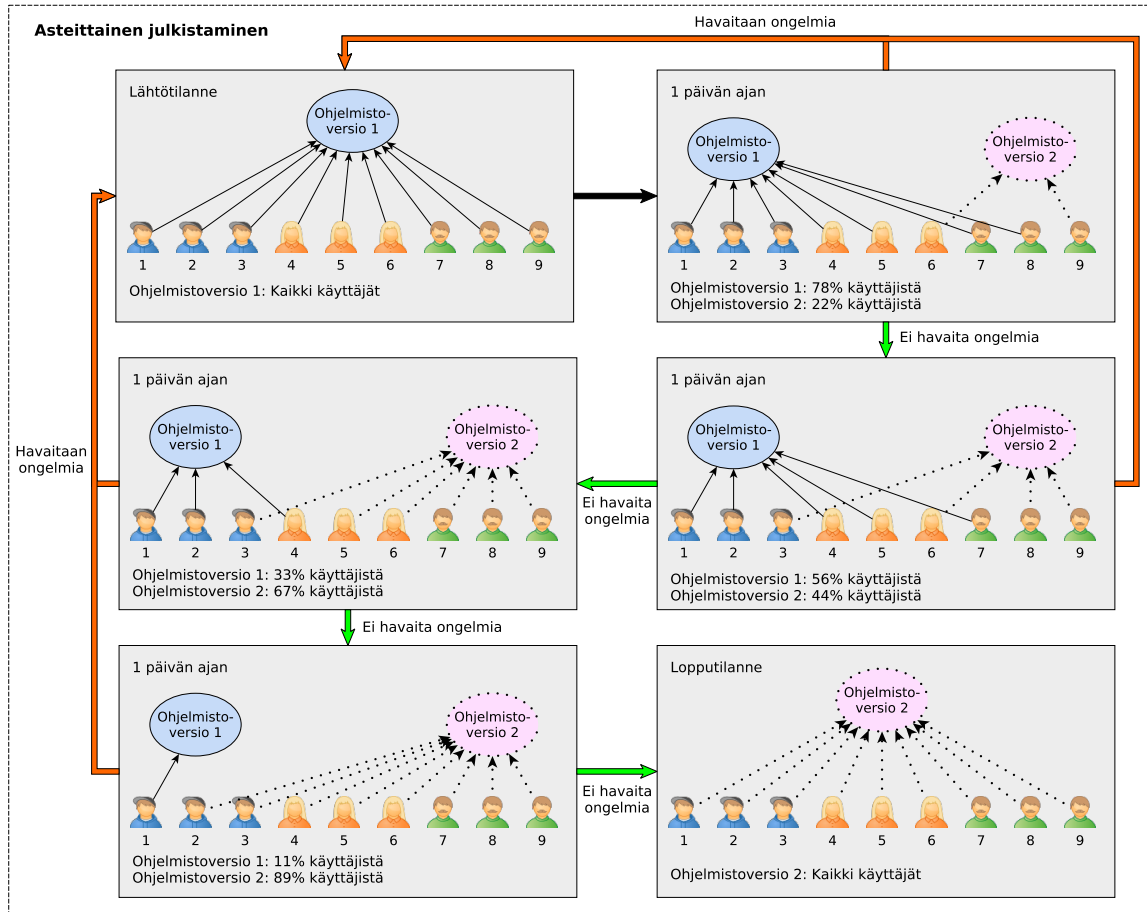 Havaitaan ongelmia
Asteittainen julkistaminen
Lähtötilanne
Ohjelmisto-
versio 1
1 2 3 4 5 6 7 8 9
Ohjelmistoversio 1: Kaikki käyttäjät
1 päivän ajan
Ohjelmisto-
versio 1
Ohjelmisto-
versio 2
1 2 3 4 5 6 7 8 9
Ohjelmistoversio 1: 78% käyttäjistä
Ohjelmistoversio 2: 22% käyttäjistä
Ei havaita ongelmia
1 päivän ajan
Ohjelmisto-
versio 1
Ohjelmisto-
versio 2
1 2 3 4 5 6 7 8 9
Ohjelmistoversio 1: 56% käyttäjistä
Ohjelmistoversio 2: 44% käyttäjistä
Ei havaita
ongelmia
1 päivän ajan
Ohjelmisto-
versio 1
Ohjelmisto-
versio 2
1 2 3 4 5 6 7 8 9
Ohjelmistoversio 1: 33% käyttäjistä
Ohjelmistoversio 2: 67% käyttäjistä
Havaitaan
ongelmia
Ei havaita ongelmia
1 päivän ajan
Ohjelmisto-
versio 1
Ohjelmisto-
versio 2
1 2 3 4 5 6 7 8 9
Ohjelmistoversio 1: 11% käyttäjistä
Ohjelmistoversio 2: 89% käyttäjistä
Ei havaita
ongelmia
Lopputilanne
Ohjelmisto-
versio 2
1 2 3 4 5 6 7 8 9
Ohjelmistoversio 2: Kaikki käyttäjät